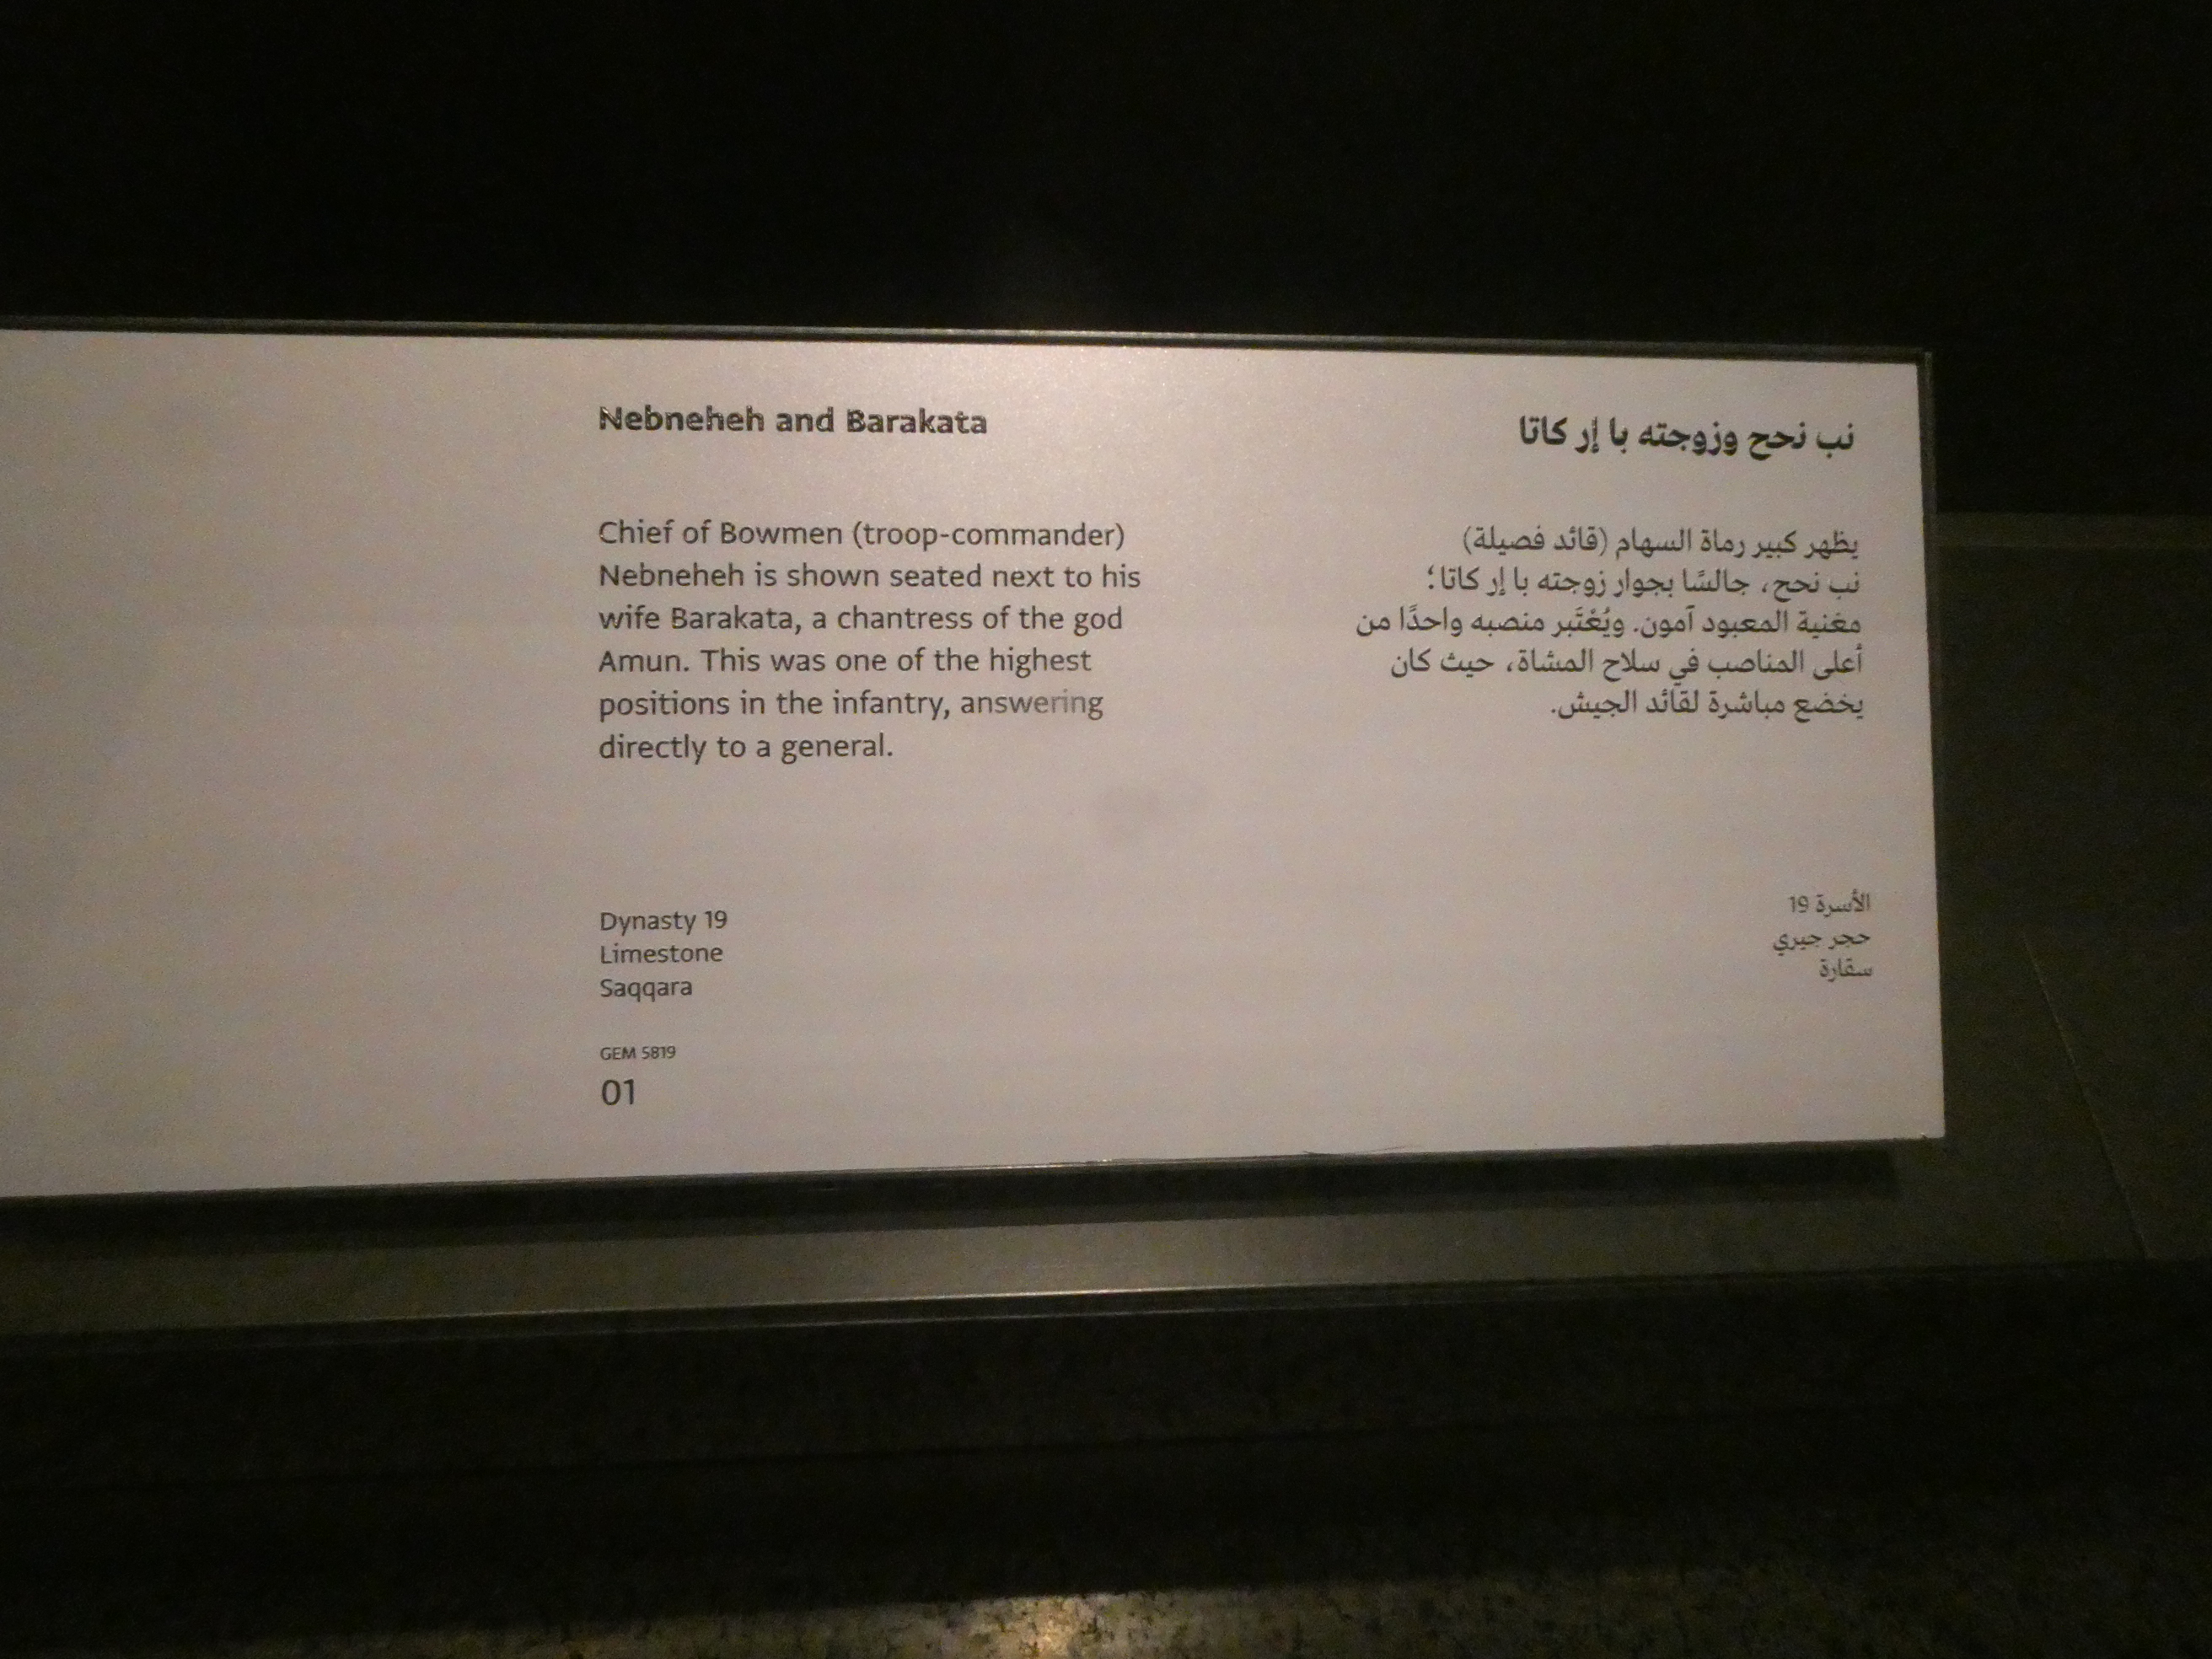 Nebneheh and Barakata
Chief of Bowmen (troop-commander)
Nebneheh is shown seated next to his
wife Barakata, a chantress of the god
Amun. This was one of the highest
positions in the infantry, answering
directly to a general.
Dynasty 19
Limestone
Saqqara
GEM 5819
01
نب نحح وزوجته با إر كاتا
يظهر كبير رماة السهام (قائد فصيلة)
نب نحح، جالسًا بجوار زوجته با إر كاتا؛
مغنية المعبود آمون. ويُعْتَبر منصبه واحدًا من
أعلى المناصب في سلاح المشاة، حيث كان
يخضع مباشرة لقائد الجيش.
الأسرة 19
حجر جيري
سقارة